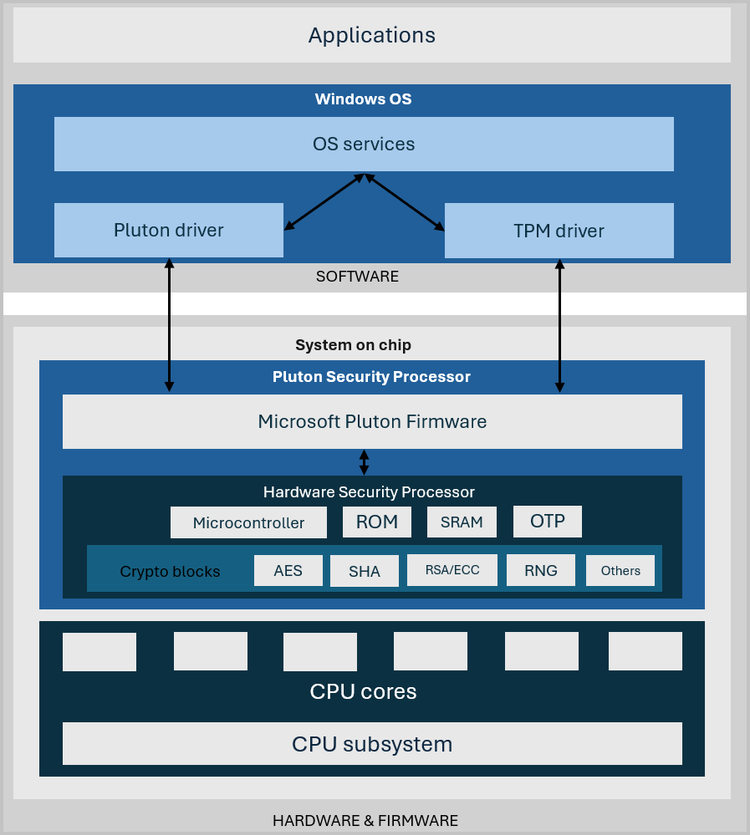 Applications
Windows OS
OS services
Pluton driver
TPM driver
SOFTWARE
System on chip
Pluton Security Processor
Microsoft Pluton Firmware
Hardware Security Processor
Microcontroller
ROM
SRAM
OTP
Crypto blocks
AES
SHA
RSA/ECC
RNG
Others
CPU cores
CPU subsystem
HARDWARE & FIRMWARE